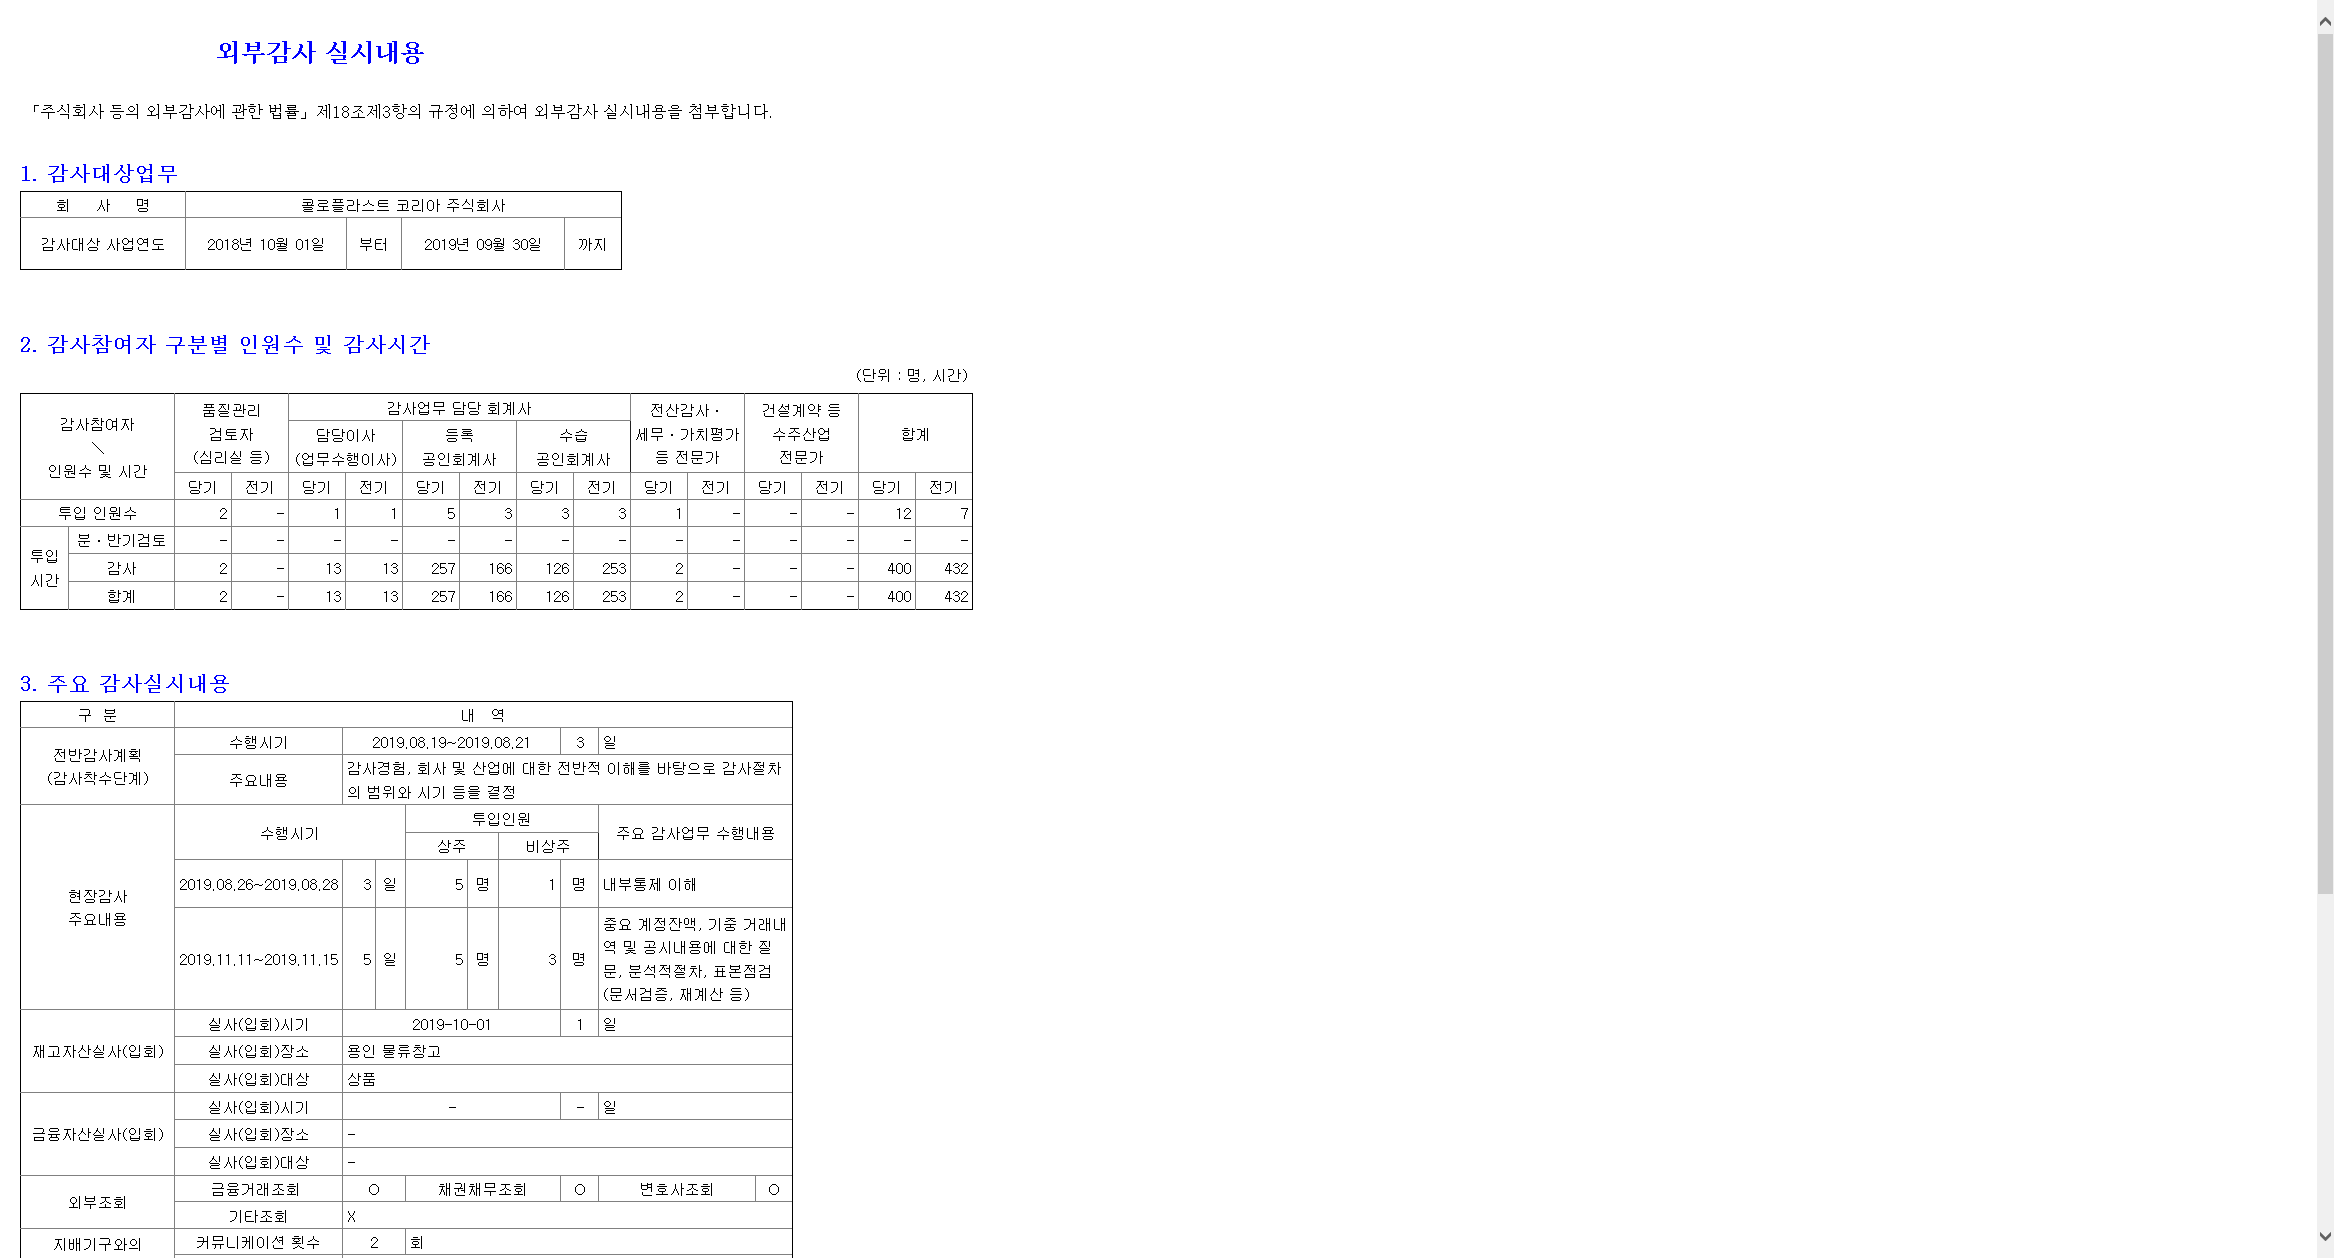 외부감사 실시내용
「주식회사 등의 외부감사에 관한 법률」제18조제3항의 규정에 의하여 외부감사 실시내용을 첨부합니다.
1. 감사대상업무
회 사 명 콜로플라스트 코리아 주식회사
감사대상 사업연도 2018년 10월 01일 부터 2019년 09월 30일 까지
2. 감사참여자 구분별 인원수 및 감사시간
(단위 : 명, 시간)
감사참여자
＼
인원수 및 시간
품질관리
검토자
(심리실 등)
감사업무 담당 회계사
담당이사
(업무수행이사)
등록
공인회계사
수습
공인회계사
전산감사ㆍ
세무ㆍ가치평가
등 전문가
건설계약 등
수주산업
전문가
합계
당기 전기 당기 전기 당기 전기 당기 전기 당기 전기 당기 전기 당기 전기
투입 인원수 2 - 1 1 5 3 3 3 1 - - - 12 7
투입
시간
분ㆍ반기검토 - - - - - - - - - - - - - -
감사 2 - 13 13 257 166 126 253 2 - - - 400 432
합계 2 - 13 13 257 166 126 253 2 - - - 400 432
3. 주요 감사실시내용
구 분 내 역
전반감사계획
(감사착수단계)
수행시기 2019.08.19~2019.08.21 3 일
주요내용
감사경험, 회사 및 산업에 대한 전반적 이해를 바탕으로 감사절차
의 범위와 시기 등을 결정
현장감사
주요내용
수행시기 투입인원 주요 감사업무 수행내용
상주 비상주
2019.08.26~2019.08.28 3 일 5 명 1 명 내부통제 이해
2019.11.11~2019.11.15 5 일 5 명 3 명
중요 계정잔액, 기중 거래내
역 및 공시내용에 대한 질
문, 분석적절차, 표본점검
(문서검증, 재계산 등)
재고자산실사(입회)
실사(입회)시기 2019-10-01 1 일
실사(입회)장소 용인 물류창고
실사(입회)대상 상품
금융자산실사(입회)
실사(입회)시기 - - 일
실사(입회)장소 -
실사(입회)대상 -
외부조회
금융거래조회 O 채권채무조회 O 변호사조회 O
기타조회 X
지배기구와의
커뮤니케이션 횟수 2 회